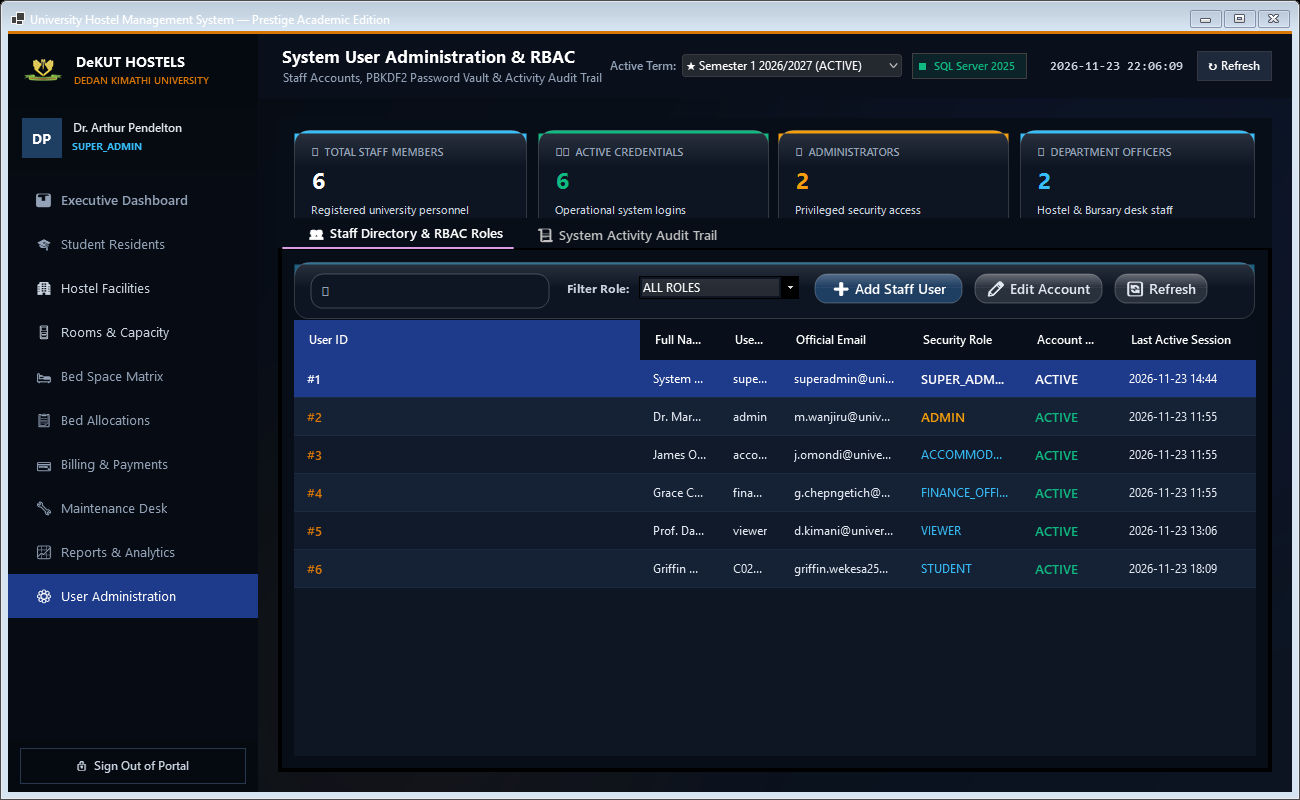 University Hostel Management System — Prestige Academic Edition
DeKUT HOSTELS
DEDAN KIMATHI UNIVERSITY
System User Administration & RBAC
Staff Accounts, PBKDF2 Password Vault & Activity Audit Trail
Active Term:
★ Semester 1 2026/2027 (ACTIVE)
SQL Server 2025
2026-11-23 22:06:09
↻ Refresh
DP
Dr. Arthur Pendelton
SUPER_ADMIN
Executive Dashboard
Student Residents
Hostel Facilities
Rooms & Capacity
Bed Space Matrix
Bed Allocations
Billing & Payments
Maintenance Desk
Reports & Analytics
User Administration
Sign Out of Portal
TOTAL STAFF MEMBERS
6
Registered university personnel
ACTIVE CREDENTIALS
6
Operational system logins
ADMINISTRATORS
2
Privileged security access
DEPARTMENT OFFICERS
2
Hostel & Bursary desk staff
Staff Directory & RBAC Roles
System Activity Audit Trail
Filter Role:
ALL ROLES
Add Staff User
Edit Account
Refresh
User ID Full Na... Use... Official Email Security Role Account ... Last Active Session
#1 System ... supe... superadmin@uni... SUPER_ADM... ACTIVE 2026-11-23 14:44
#2 Dr. Mar... admin m.wanjiru@univ... ADMIN ACTIVE 2026-11-23 11:55
#3 James O... acco... j.omondi@unive... ACCOMMOD... ACTIVE 2026-11-23 11:55
#4 Grace C... fina... g.chepngetich@... FINANCE_OFFI... ACTIVE 2026-11-23 11:55
#5 Prof. Da... viewer d.kimani@univer... VIEWER ACTIVE 2026-11-23 13:06
#6 Griffin ... C02... griffin.wekesa25... STUDENT ACTIVE 2026-11-23 18:09